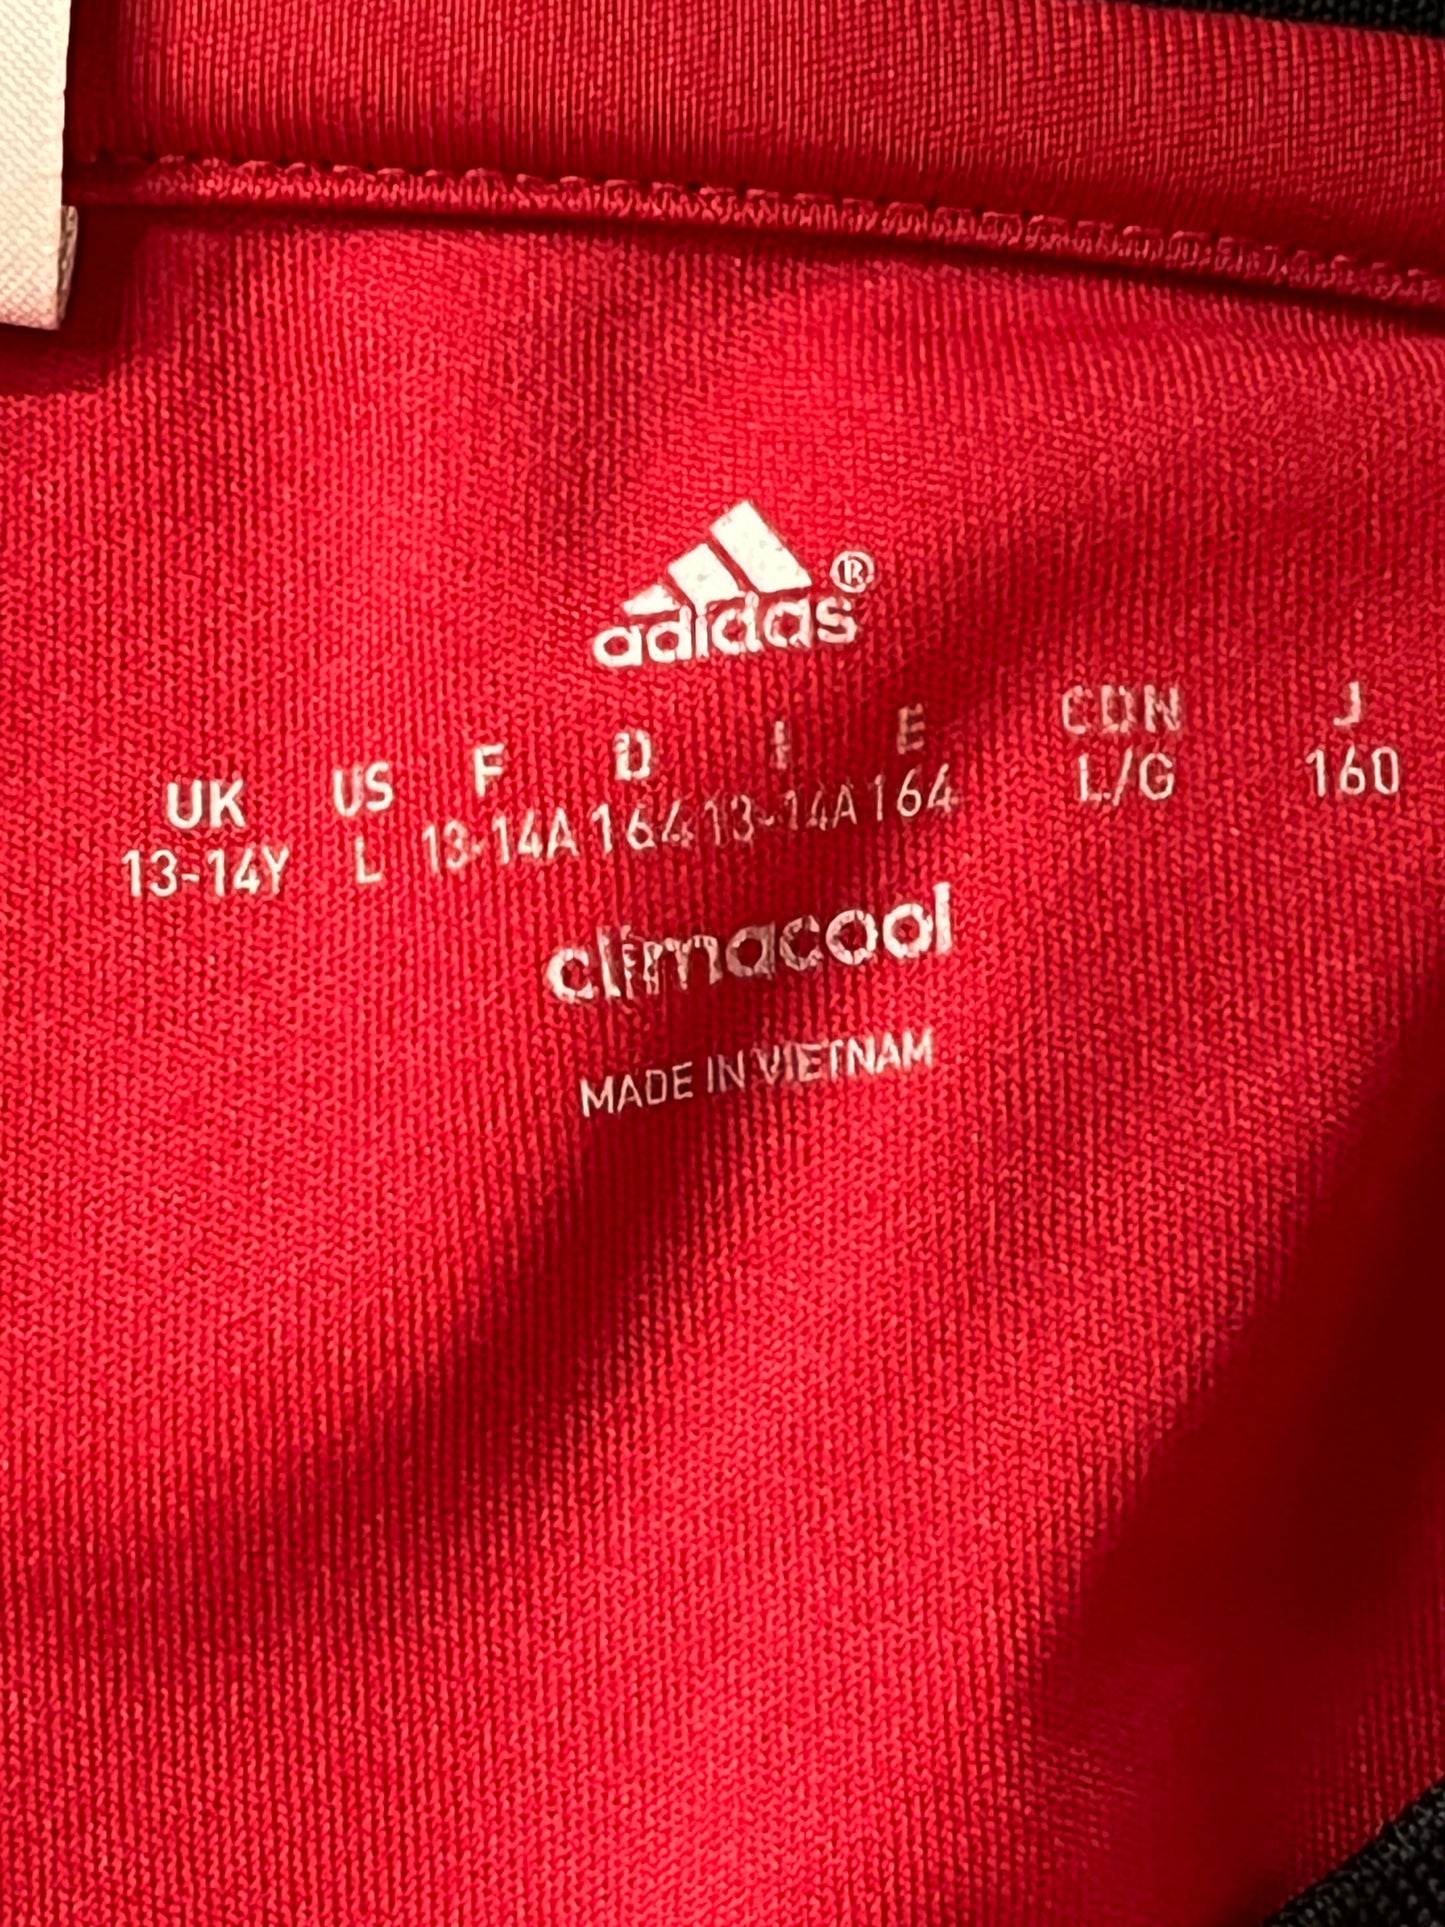 adidas®
UK US F D I E CDN J
13-14Y L 13-14A 164 13-14A 164 L/G 160
climacool
MADE IN VIETNAM